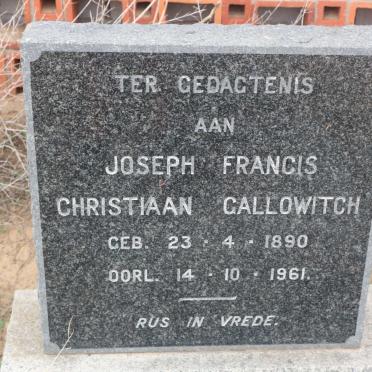 TER GEDAGTENIS
AAN
JOSEPH FRANCIS
CHRISTIAAN GALLOWITCH
GEB. 23 · 4 · 1890
OORL. 14 · 10 · 1961.
RUS IN VREDE.